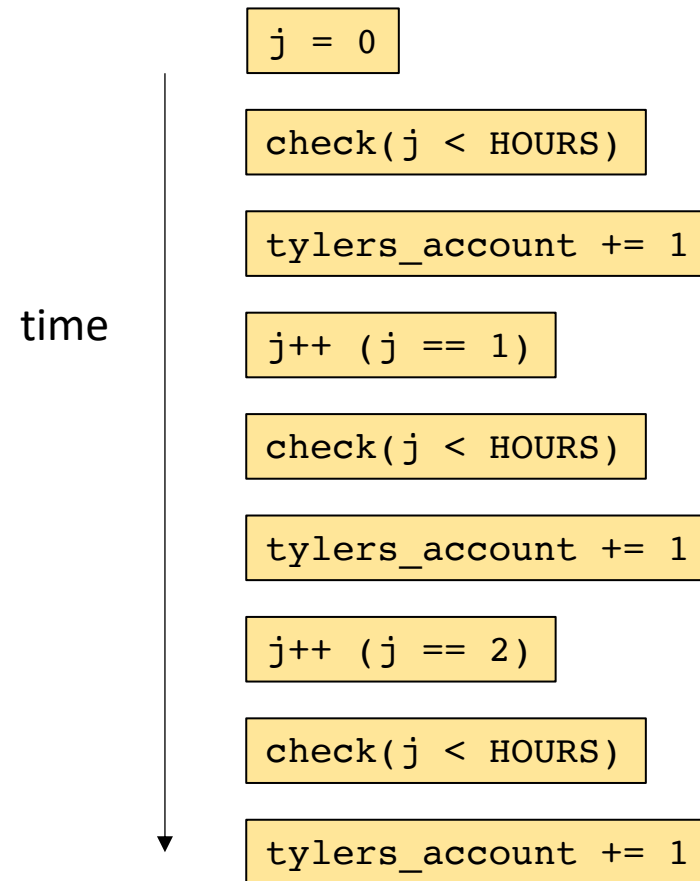 j = 0
check(j < HOURS)
tylers_account += 1
time
j++ (j == 1)
check(j < HOURS)
tylers_account += 1
j++ (j == 2)
check(j < HOURS)
tylers_account += 1